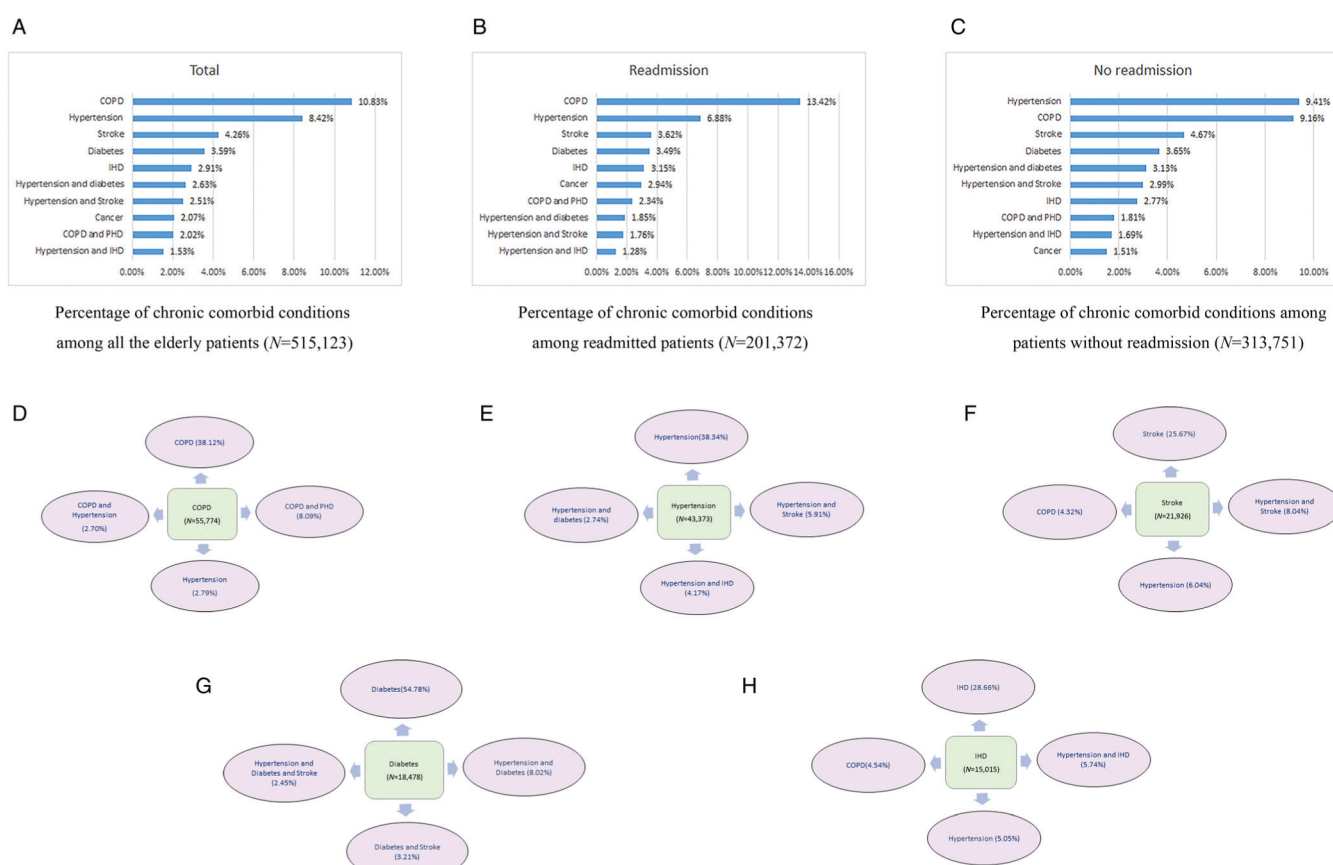 A
Total
COPD 10.83%
Hypertension 8.42%
Stroke 4.26%
Diabetes 3.59%
IHD 2.91%
Hypertension and diabetes 2.63%
Hypertension and Stroke 2.51%
Cancer 2.07%
COPD and PHD 2.02%
Hypertension and IHD 1.53%
0.00% 2.00% 4.00% 6.00% 8.00% 10.00% 12.00%
Percentage of chronic comorbid conditions
among all the elderly patients (N=515,123)
B
Readmission
COPD 13.42%
Hypertension 6.88%
Stroke 3.62%
Diabetes 3.49%
IHD 3.15%
Cancer 2.94%
COPD and PHD 2.34%
Hypertension and diabetes 1.85%
Hypertension and Stroke 1.76%
Hypertension and IHD 1.28%
0.00% 2.00% 4.00% 6.00% 8.00% 10.00% 12.00% 14.00% 16.00%
Percentage of chronic comorbid conditions
among readmitted patients (N=201,372)
C
No readmission
Hypertension 9.41%
COPD 9.16%
Stroke 4.67%
Diabetes 3.65%
Hypertension and diabetes 3.13%
Hypertension and Stroke 2.99%
IHD 2.77%
COPD and PHD 1.81%
Hypertension and IHD 1.69%
Cancer 1.51%
0.00% 2.00% 4.00% 6.00% 8.00% 10.00%
Percentage of chronic comorbid conditions among
patients without readmission (N=313,751)
D
COPD (38.12%)
COPD and
Hypertension
(2.70%)
COPD
(N=55,774)
COPD and PHD
(8.09%)
Hypertension
(2.79%)
E
Hypertension(38.34%)
Hypertension and
diabetes (2.74%)
Hypertension
(N=43,373)
Hypertension and
Stroke (5.91%)
Hypertension and IHD
(4.17%)
F
Stroke (25.67%)
COPD (4.32%)
Stroke
(N=21,926)
Hypertension and
Stroke (8.04%)
Hypertension (6.04%)
G
Diabetes(54.78%)
Hypertension and
Diabetes and Stroke
(2.45%)
Diabetes
(N=18,478)
Hypertension and
Diabetes (8.02%)
Diabetes and Stroke
(3.21%)
H
IHD (28.66%)
COPD(4.54%)
IHD
(N=15,015)
Hypertension and IHD
(5.74%)
Hypertension (5.05%)